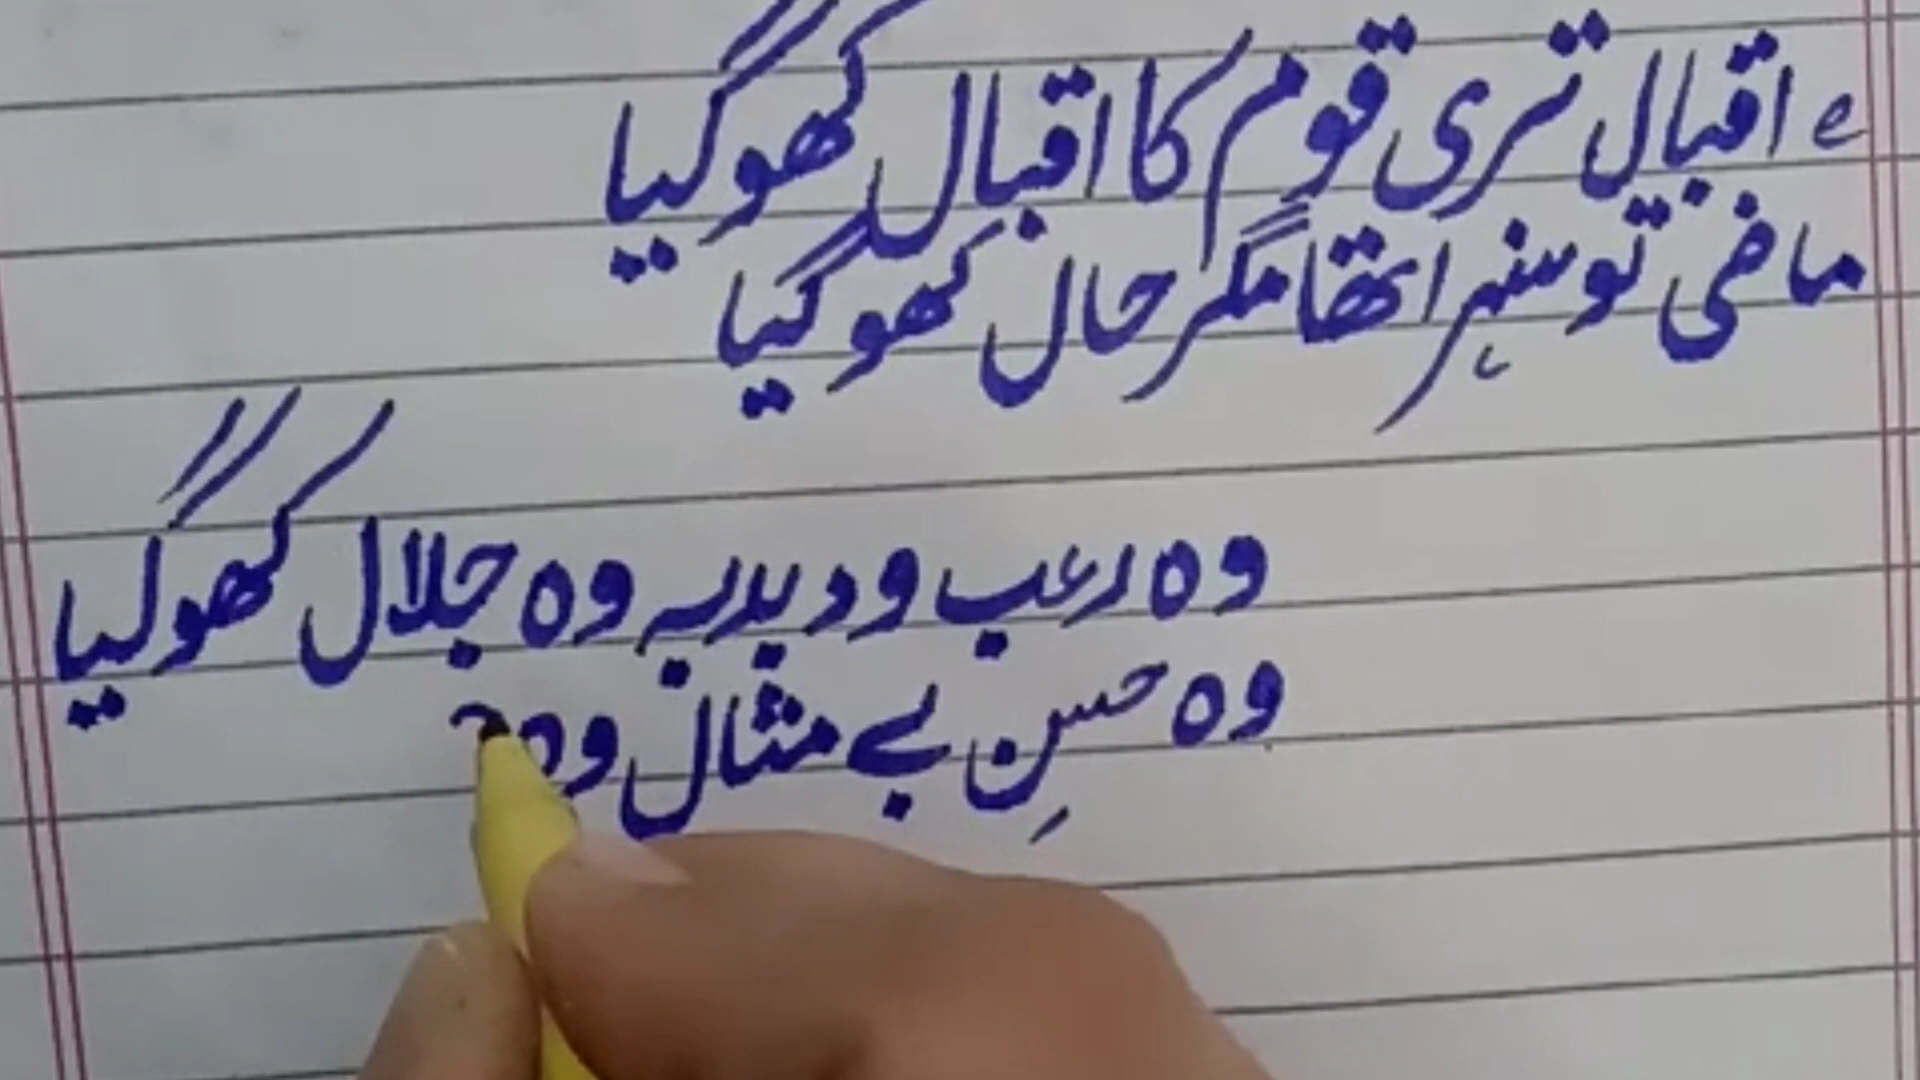 اقبال تری قوم کا اقبال کھو گیا
ماضی تو سنہرا تھا مگر حال کھو گیا
وہ رعب و دبدبہ وہ جلال کھو گیا
وہ حسنِ بے مثال وہ